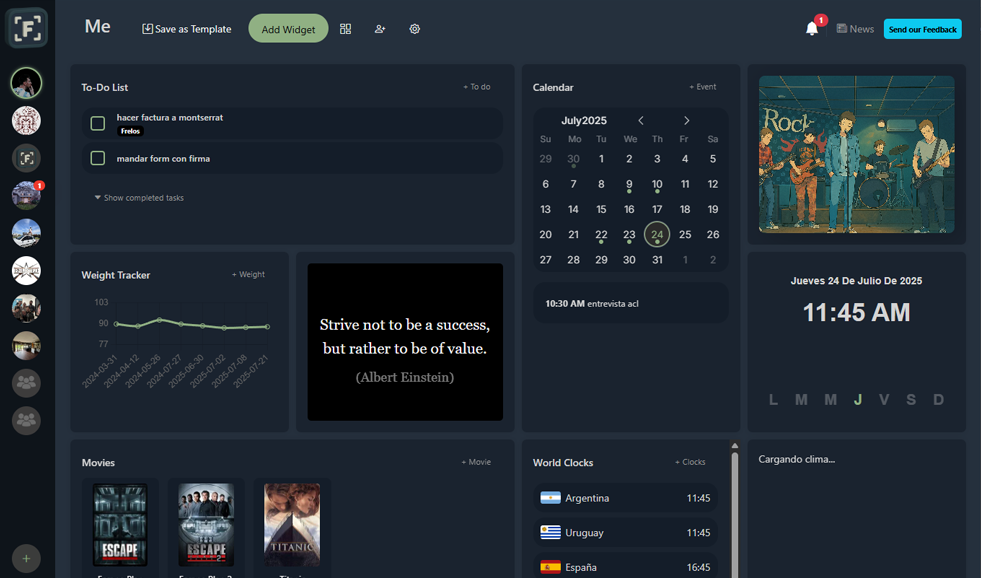 Me
Save as Template
Add Widget
1
News
Send our Feedback
F
F
1
To-Do List
+ To do
hacer factura a montserrat
Frelos
mandar form con firma
Show completed tasks
Calendar
+ Event
July2025
Su Mo Tu We Th Fr Sa
29 30 1 2 3 4 5
6 7 8 9 10 11 12
13 14 15 16 17 18 19
20 21 22 23 24 25 26
27 28 29 30 31 1 2
10:30 AM entrevista acl
Rock
Weight Tracker
+ Weight
103
90
77
2024-03-31
2024-04-12
2024-05-26
2024-07-27
2025-06-30
2025-07-02
2025-07-08
2025-07-21
Strive not to be a success,
but rather to be of value.
(Albert Einstein)
Jueves 24 De Julio De 2025
11:45 AM
L M M J V S D
Movies
+ Movie
ESCAPE
ESCAPE
TITANIC
World Clocks
+ Clocks
Argentina 11:45
Uruguay 11:45
España 16:45
Cargando clima...